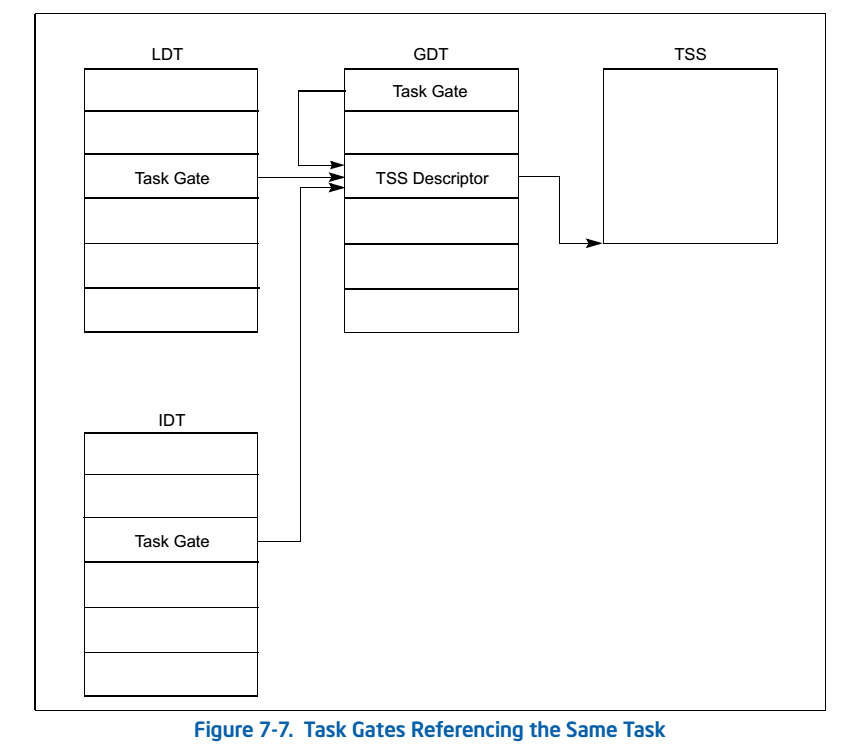 LDT
GDT
TSS
Task Gate
Task Gate
TSS Descriptor
IDT
Task Gate
Figure 7-7. Task Gates Referencing the Same Task